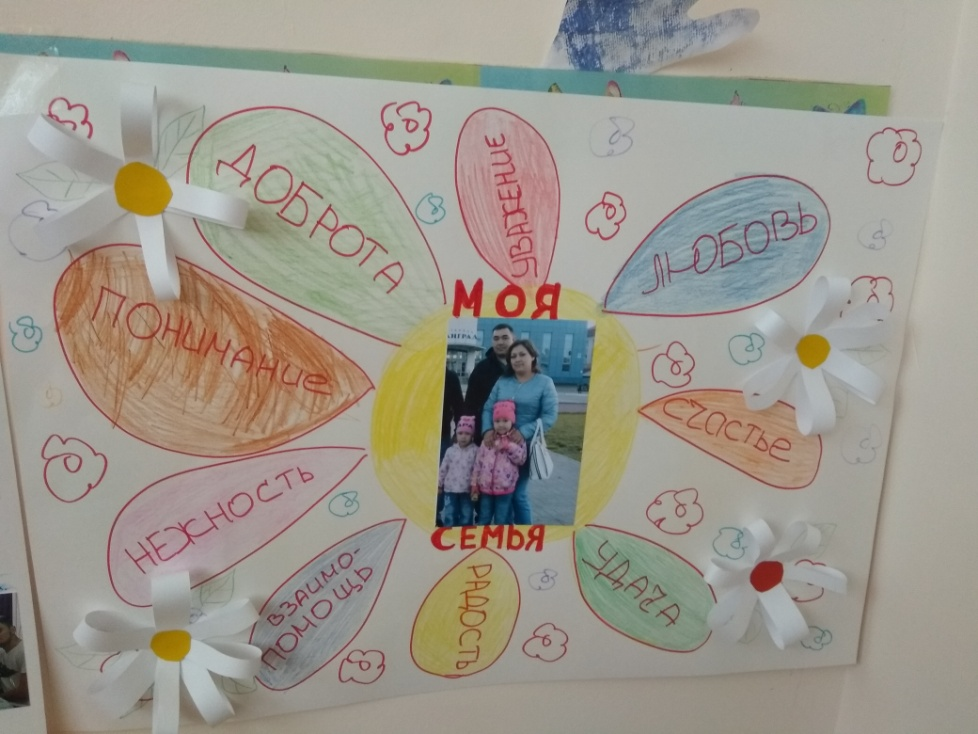 МОЯ
СЕМЬЯ
ДОБРОТА
УВАЖЕНИЕ
ЛЮБОВЬ
ПОНИМАНИЕ
СЧАСТЬЕ
НЕЖНОСТЬ
ВЗАИМО-
ПОМОЩЬ
РАДОСТЬ
УДАЧА